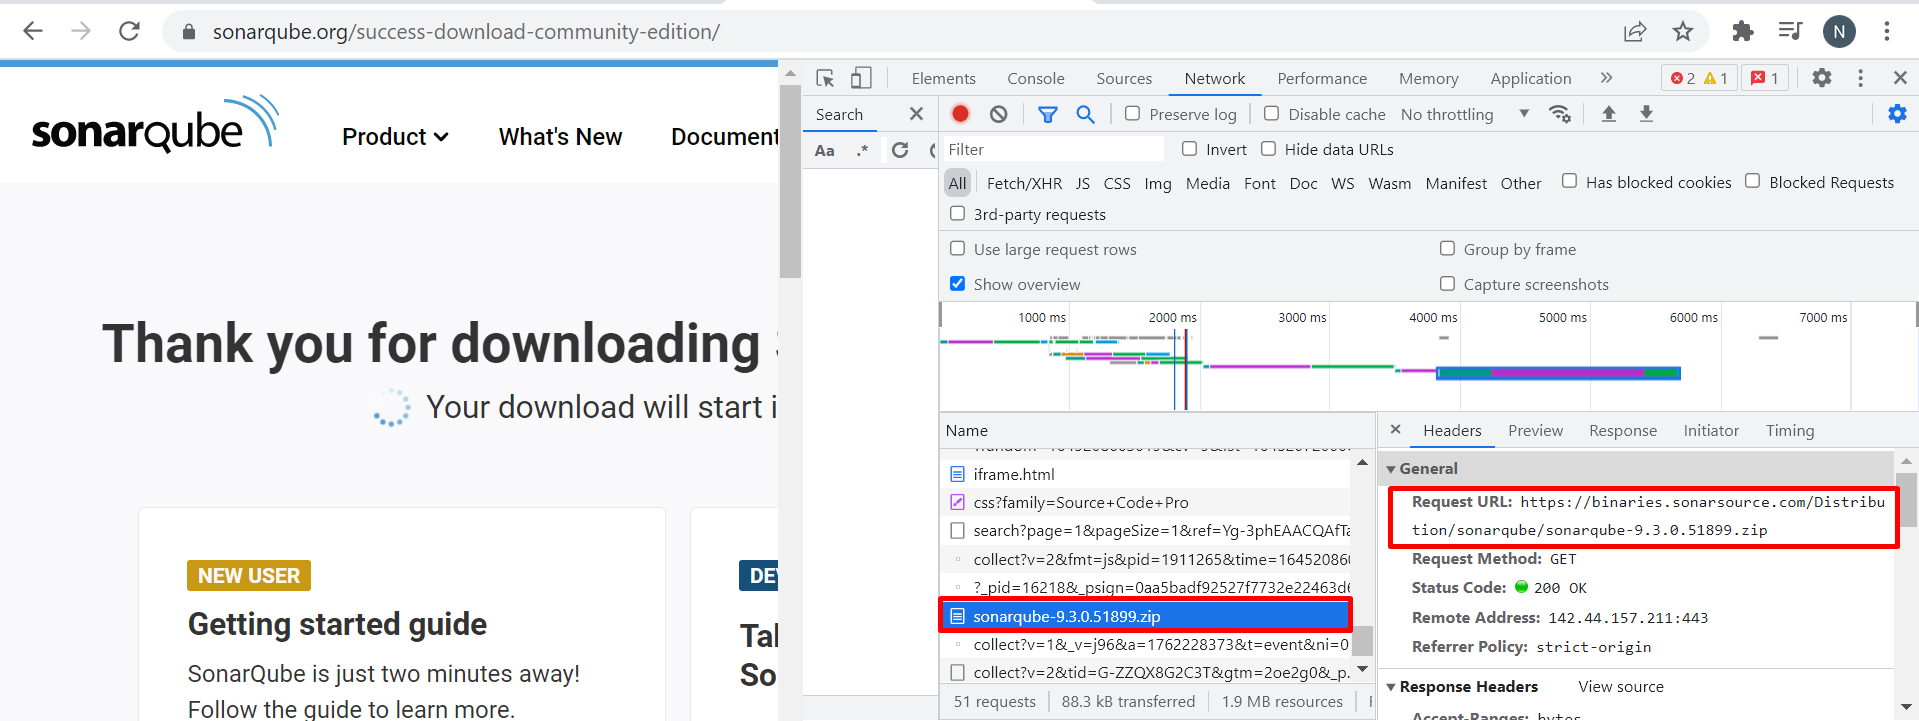 sonarqube.org/success-download-community-edition/
N
Elements Console Sources Network Performance Memory Application » 2 1 1
Search
Preserve log Disable cache No throttling
Aa .* Filter Invert Hide data URLs
All Fetch/XHR JS CSS Img Media Font Doc WS Wasm Manifest Other Has blocked cookies Blocked Requests
3rd-party requests
Use large request rows Group by frame
Show overview Capture screenshots
1000 ms 2000 ms 3000 ms 4000 ms 5000 ms 6000 ms 7000 ms
sonarqube Product What's New Document
Thank you for downloading
Your download will start i
NEW USER
Getting started guide
SonarQube is just two minutes away!
Follow the guide to learn more.
DE
Tal
So
Name
iframe.html
css?family=Source+Code+Pro
search?page=1&pageSize=1&ref=Yg-3phEAACQAfTa
collect?v=2&fmt=js&pid=1911265&time=164520860
?_pid=16218&_psign=0aa5badf92527f7732e22463d6
sonarqube-9.3.0.51899.zip
collect?v=1&_v=j96&a=1762228373&t=event&ni=0
collect?v=2&tid=G-ZZQX8G2C3T&gtm=2oe2g0&_p.
51 requests 88.3 kB transferred 1.9 MB resources
Headers Preview Response Initiator Timing
General
Request URL: https://binaries.sonarsource.com/Distribu
tion/sonarqube/sonarqube-9.3.0.51899.zip
Request Method: GET
Status Code: 200 OK
Remote Address: 142.44.157.211:443
Referrer Policy: strict-origin
Response Headers View source
Accept-Ranges: bytes